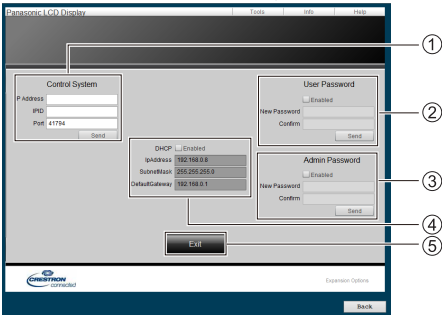 Panasonic LCD Display
Tools Info Help
①
Control System
P Address
IPID
Port 41794
Send
User Password
Enabled
New Password
Confirm
Send
②
DHCP Enabled
IpAddress 192.168.0.8
SubnetMask 255.255.255.0
DefaultGateway 192.168.0.1
Admin Password
Enabled
New Password
Confirm
Send
③
④
Exit
⑤
CRESTRON
connected
Expansion Options
Back